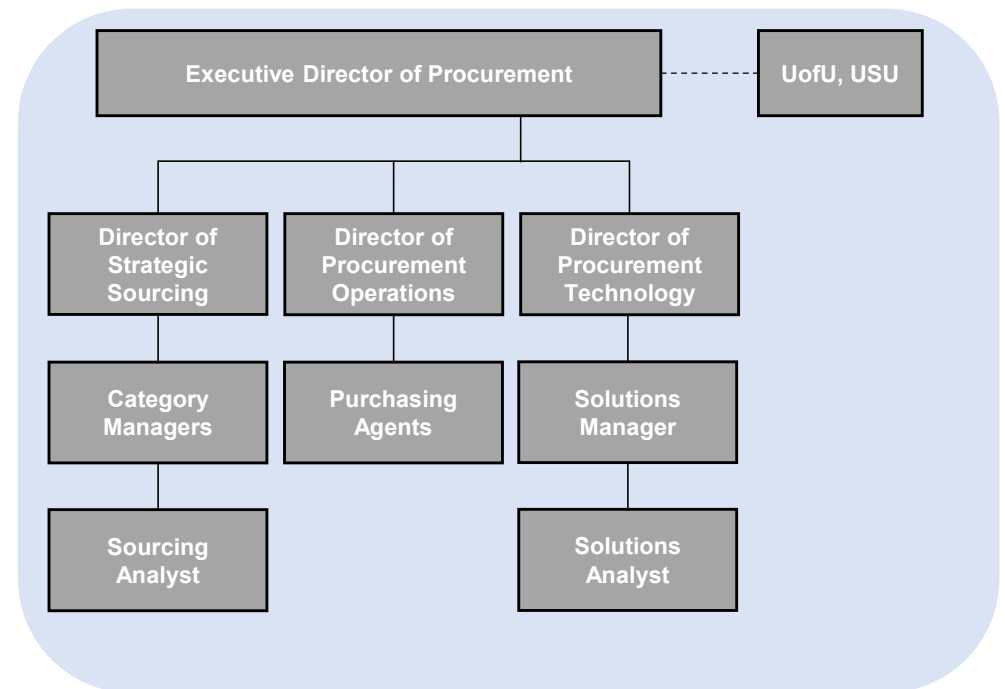 Executive Director of Procurement
UofU, USU
Director of
Strategic
Sourcing
Director of
Procurement
Operations
Director of
Procurement
Technology
Category
Managers
Purchasing
Agents
Solutions
Manager
Sourcing
Analyst
Solutions
Analyst